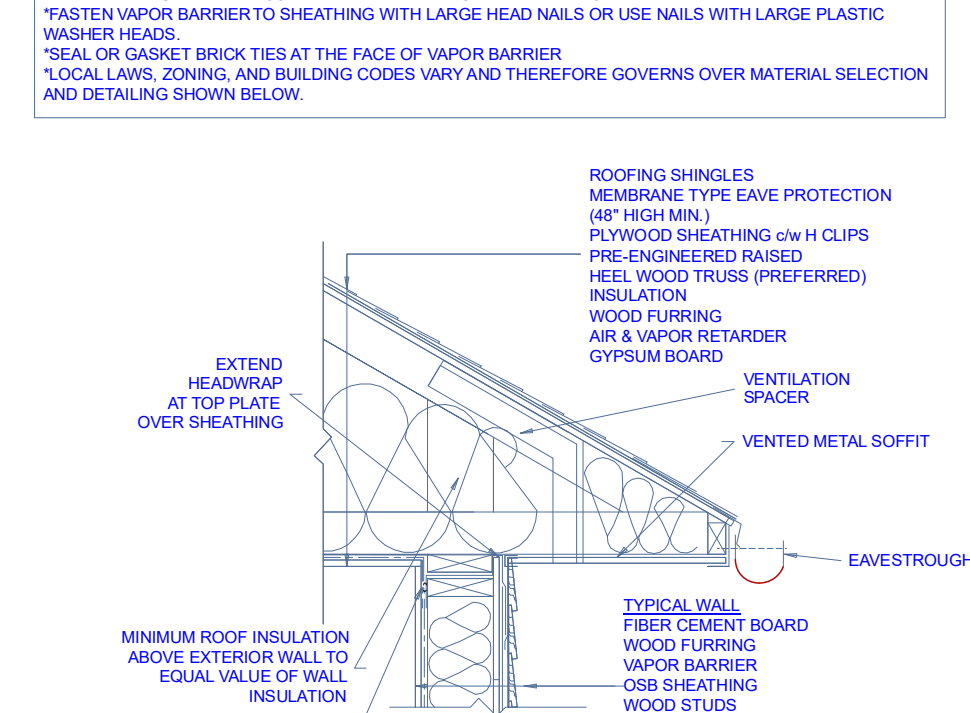 *FASTEN VAPOR BARRIER TO SHEATHING WITH LARGE HEAD NAILS OR USE NAILS WITH LARGE PLASTIC
WASHER HEADS.
*SEAL OR GASKET BRICK TIES AT THE FACE OF VAPOR BARRIER
*LOCAL LAWS, ZONING, AND BUILDING CODES VARY AND THEREFORE GOVERNS OVER MATERIAL SELECTION
AND DETAILING SHOWN BELOW.
ROOFING SHINGLES
MEMBRANE TYPE EAVE PROTECTION
(48" HIGH MIN.)
PLYWOOD SHEATHING c/w H CLIPS
PRE-ENGINEERED RAISED
HEEL WOOD TRUSS (PREFERRED)
INSULATION
WOOD FURRING
AIR & VAPOR RETARDER
GYPSUM BOARD
EXTEND
HEADWRAP
AT TOP PLATE
OVER SHEATHING
VENTILATION
SPACER
VENTED METAL SOFFIT
EAVESTROUGH
MINIMUM ROOF INSULATION
ABOVE EXTERIOR WALL TO
EQUAL VALUE OF WALL
INSULATION
TYPICAL WALL
FIBER CEMENT BOARD
WOOD FURRING
VAPOR BARRIER
OSB SHEATHING
WOOD STUDS